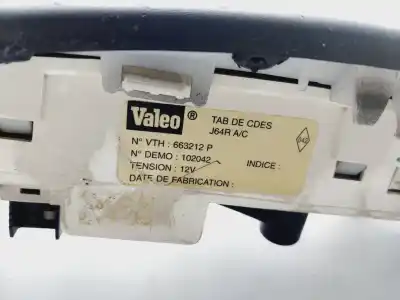 Valeo® TAB DE CDES
J64R A/C
N° VTH : 663212 P
N° DEMO : 102042 INDICE :
TENSION : 12V
DATE DE FABRICATION :